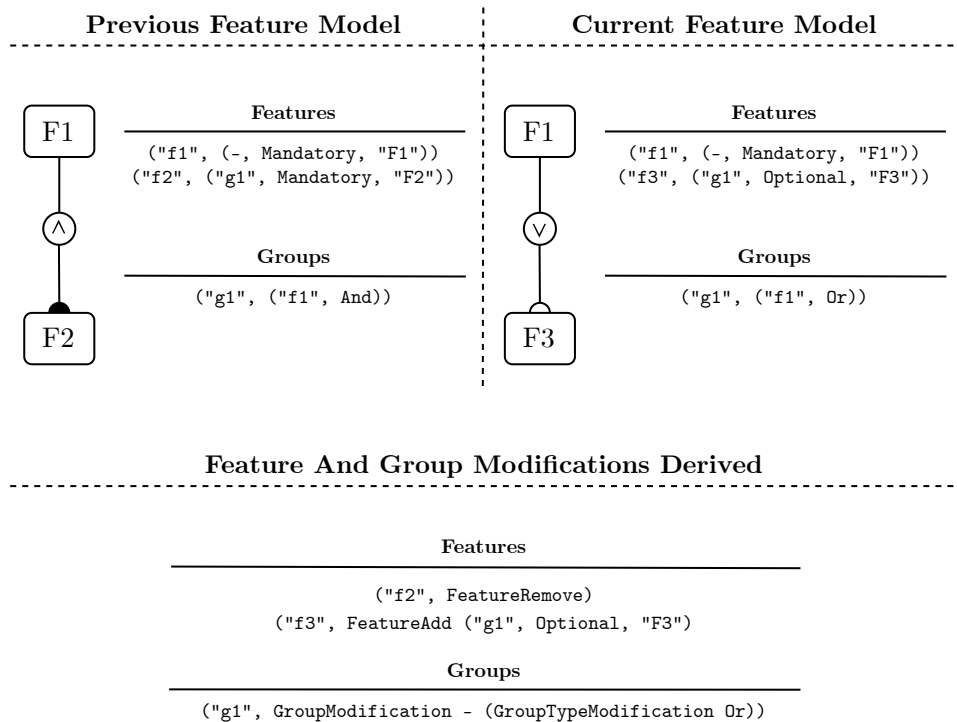 Previous Feature Model
F1
∧
F2
Features
("f1", (-, Mandatory, "F1"))
("f2", ("g1", Mandatory, "F2"))
Groups
("g1", ("f1", And))
Current Feature Model
F1
∨
F3
Features
("f1", (-, Mandatory, "F1"))
("f3", ("g1", Optional, "F3"))
Groups
("g1", ("f1", Or))
Feature And Group Modifications Derived
Features
("f2", FeatureRemove)
("f3", FeatureAdd ("g1", Optional, "F3")
Groups
("g1", GroupModification - (GroupTypeModification Or))